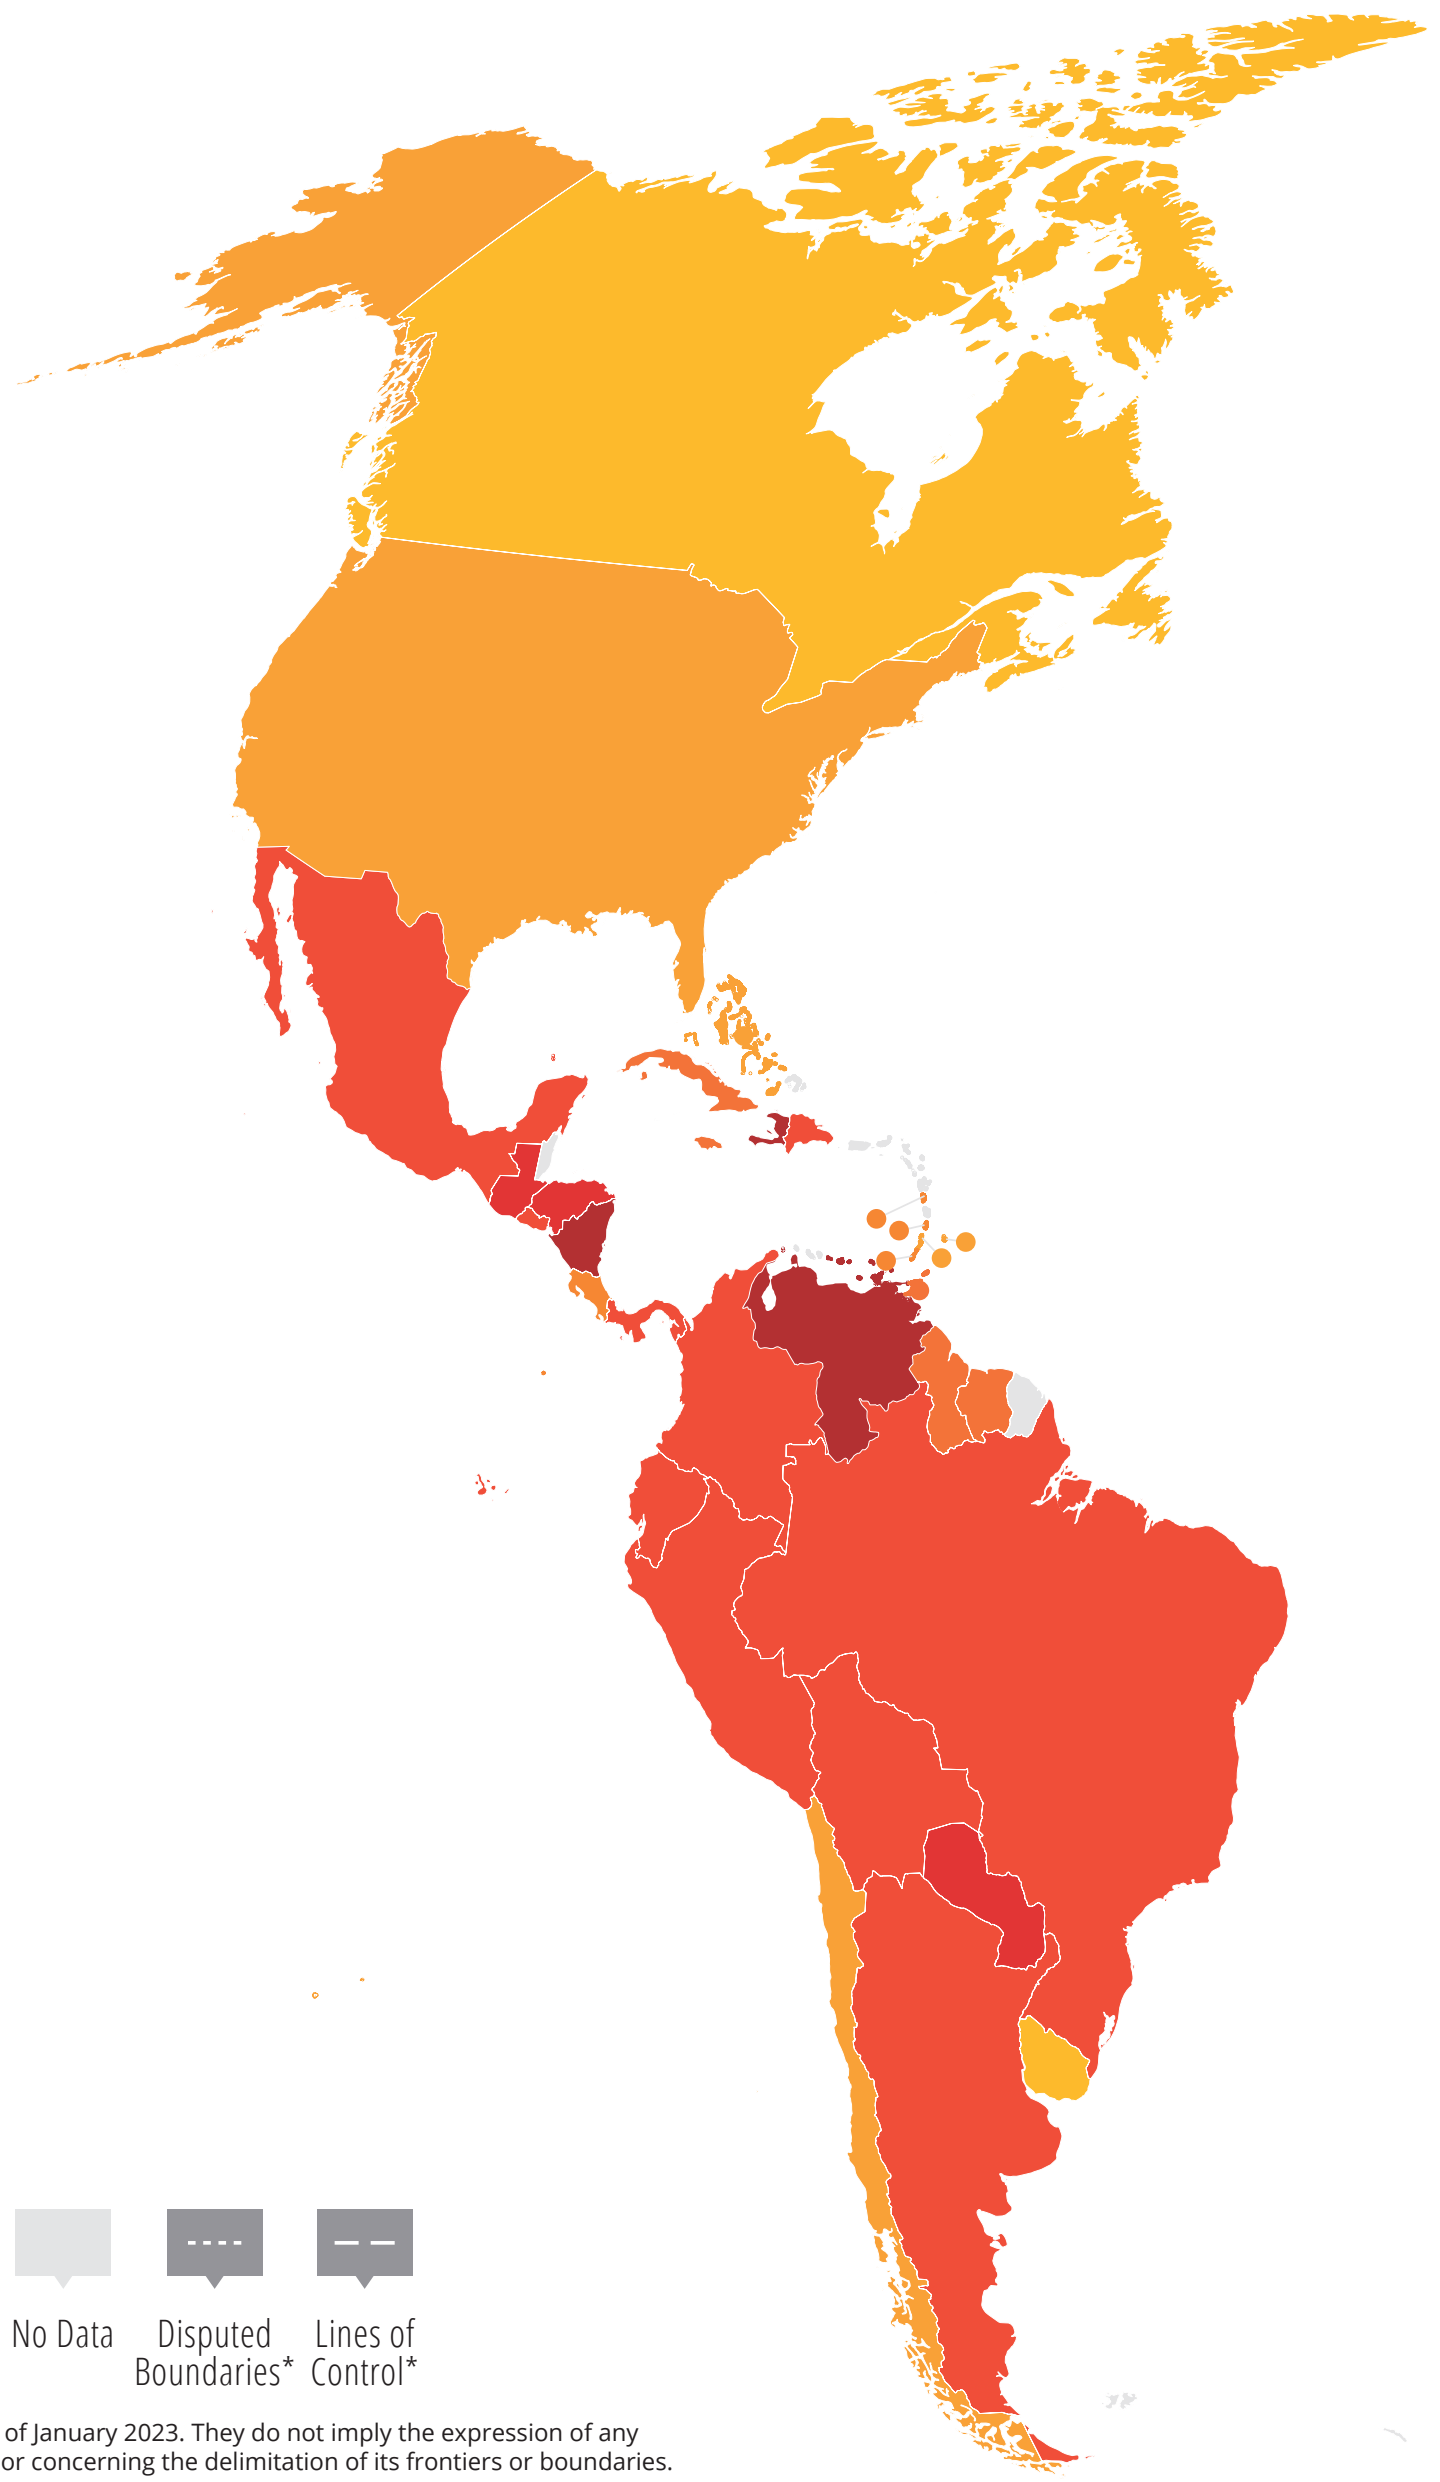 No Data
Disputed
Boundaries*
Lines of
Control*
of January 2023. They do not imply the expression of any
or concerning the delimitation of its frontiers or boundaries.